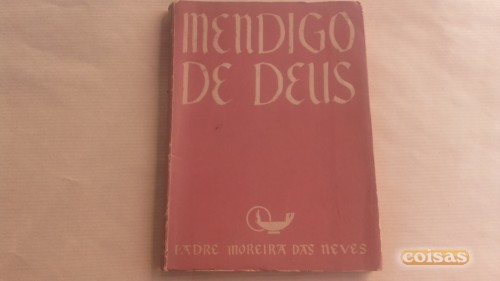 MENDIGO
DE DEUS
PADRE MOREIRA DAS NEVES
coisas